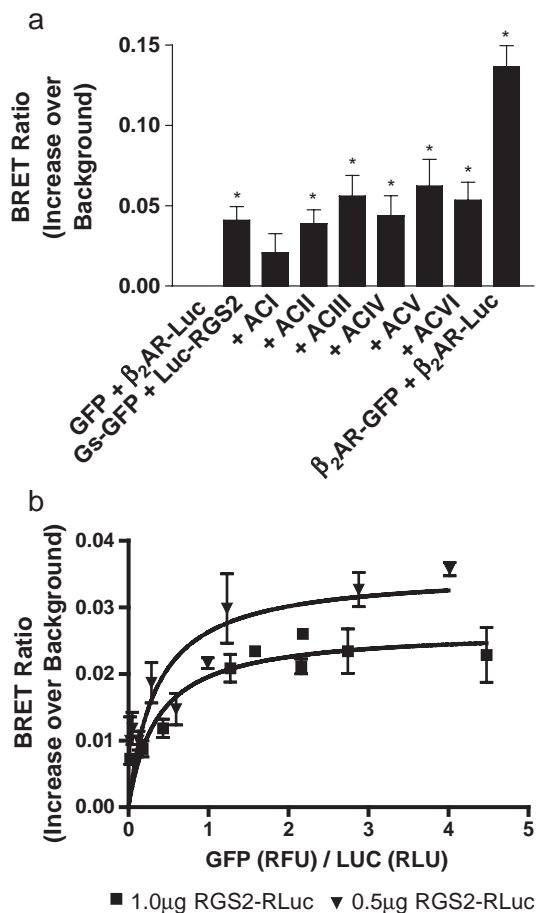 a
BRET Ratio
(Increase over
Background)
0.15
0.10
0.05
0.00
*
*
*
*
*
*
*
GFP + β₂AR-Luc
Gs-GFP + Luc-RGS2
+ ACI
+ ACII
+ ACIII
+ ACIV
+ ACV
+ ACVI
β₂AR-GFP + β₂AR-Luc
b
BRET Ratio
(Increase over Background)
0.04
0.03
0.02
0.01
0.00
0 1 2 3 4 5
GFP (RFU) / LUC (RLU)
■ 1.0μg RGS2-RLuc ▼ 0.5μg RGS2-RLuc